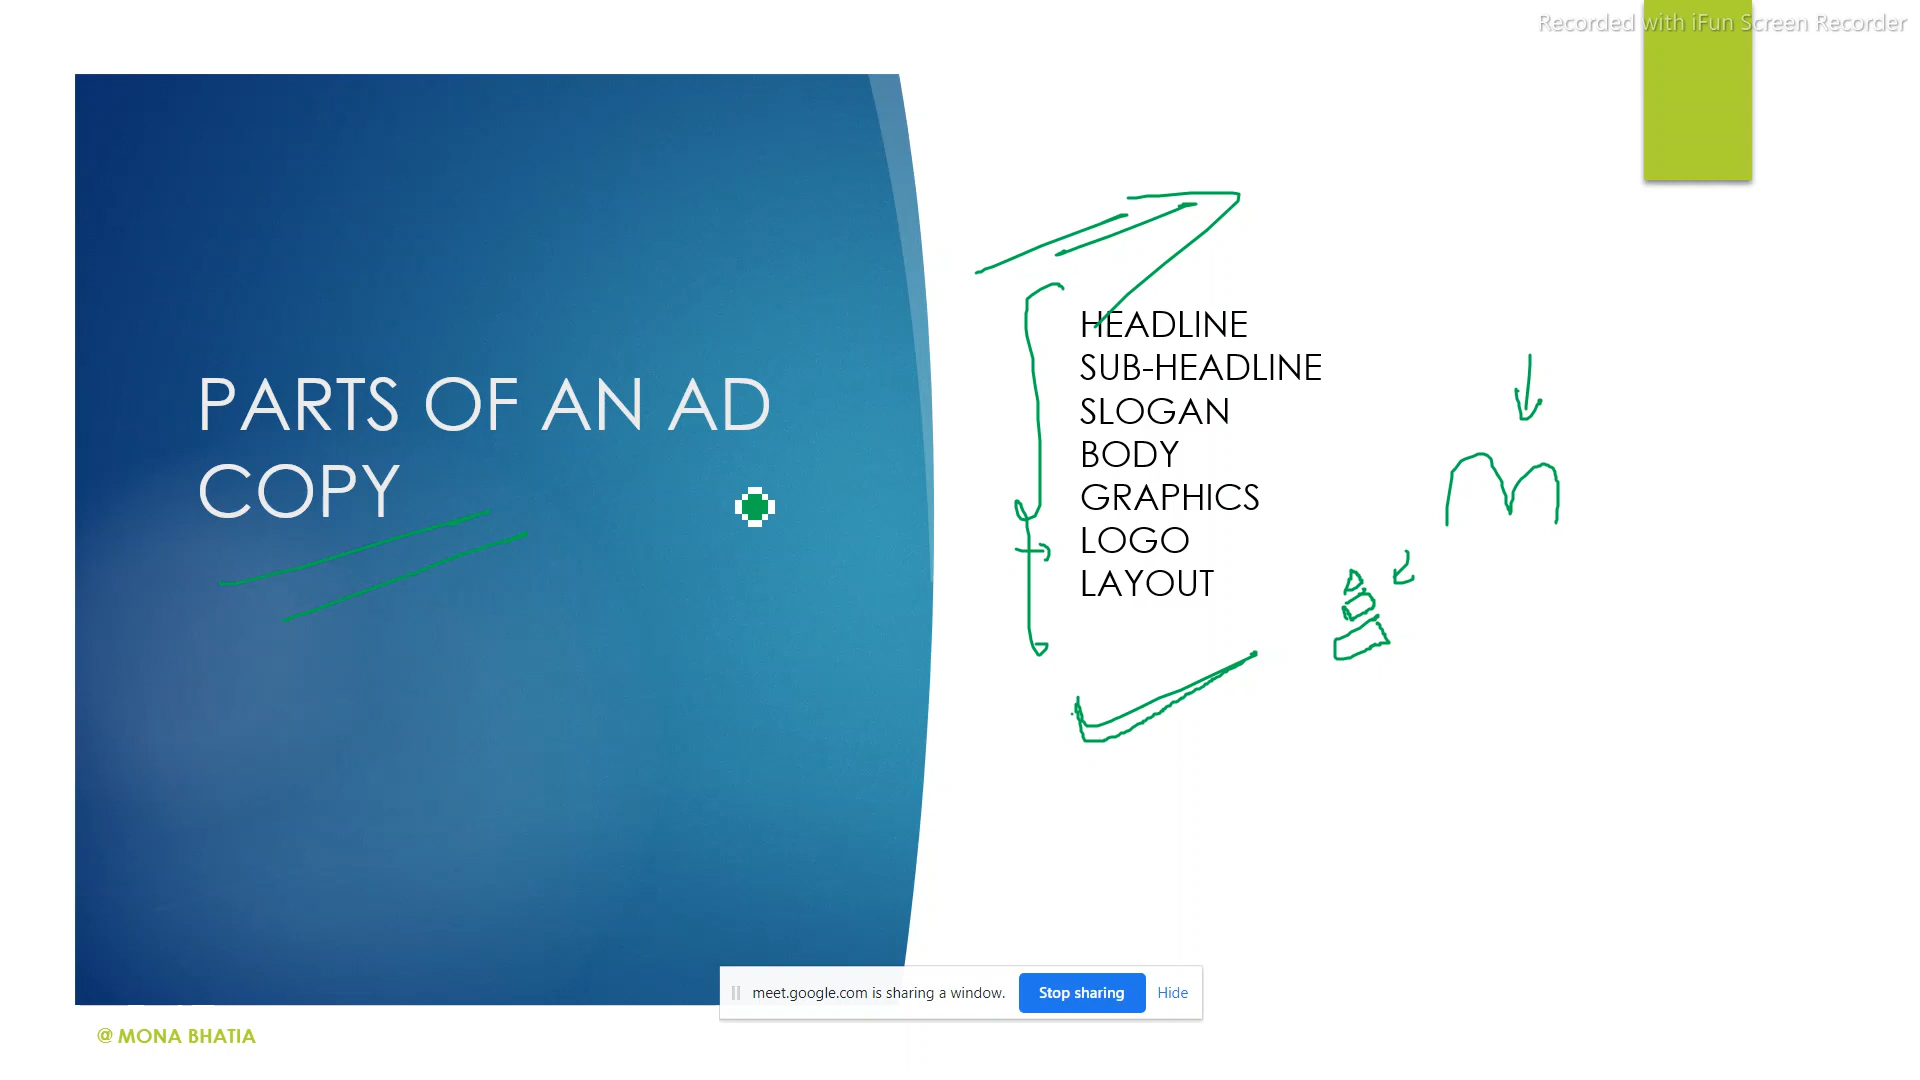 Recorded with iFun Screen Recorder
PARTS OF AN AD
COPY
HEADLINE
SUB-HEADLINE
SLOGAN
BODY
GRAPHICS
LOGO
LAYOUT
meet.google.com is sharing a window. Stop sharing Hide
@ MONA BHATIA